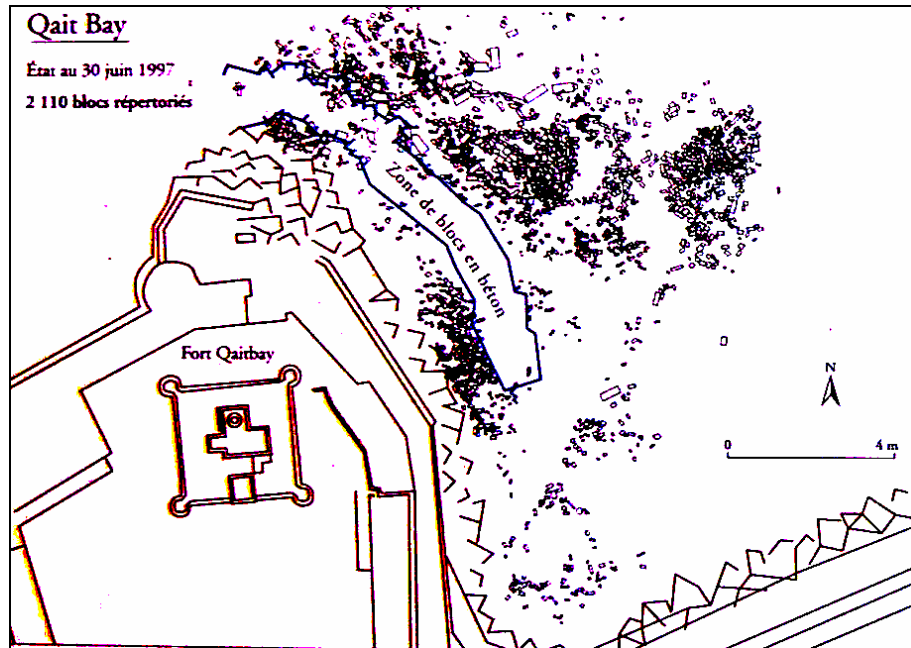 Qait Bay
État au 30 juin 1997
2 110 blocs répertoriés
Zone de blocs en béton
Fort Qaitbay
N
0 4 m